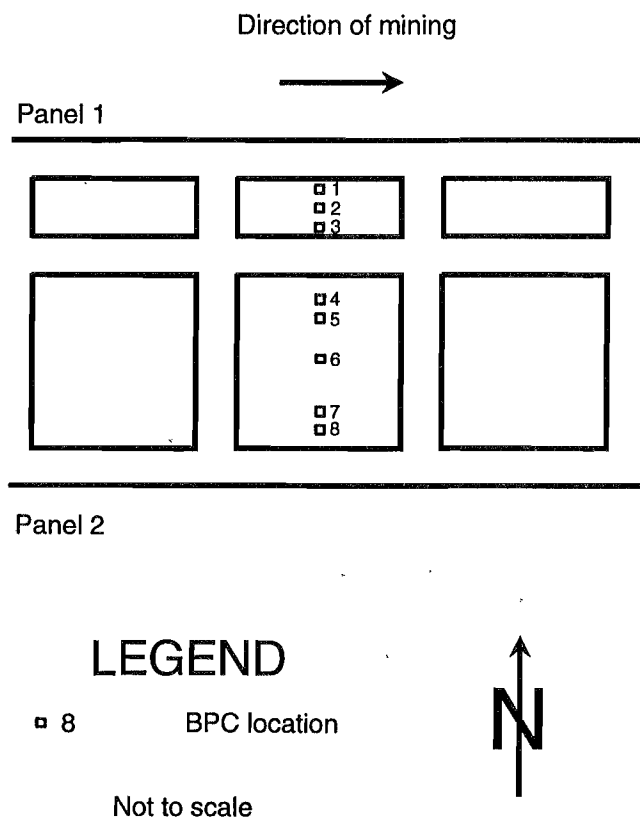 Direction of mining
Panel 1
1
2
3
4
5
6
7
8
Panel 2
LEGEND
8 BPC location
N
Not to scale